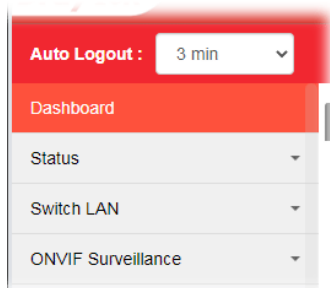 Auto Logout : 3 min
Dashboard
Status
Switch LAN
ONVIF Surveillance